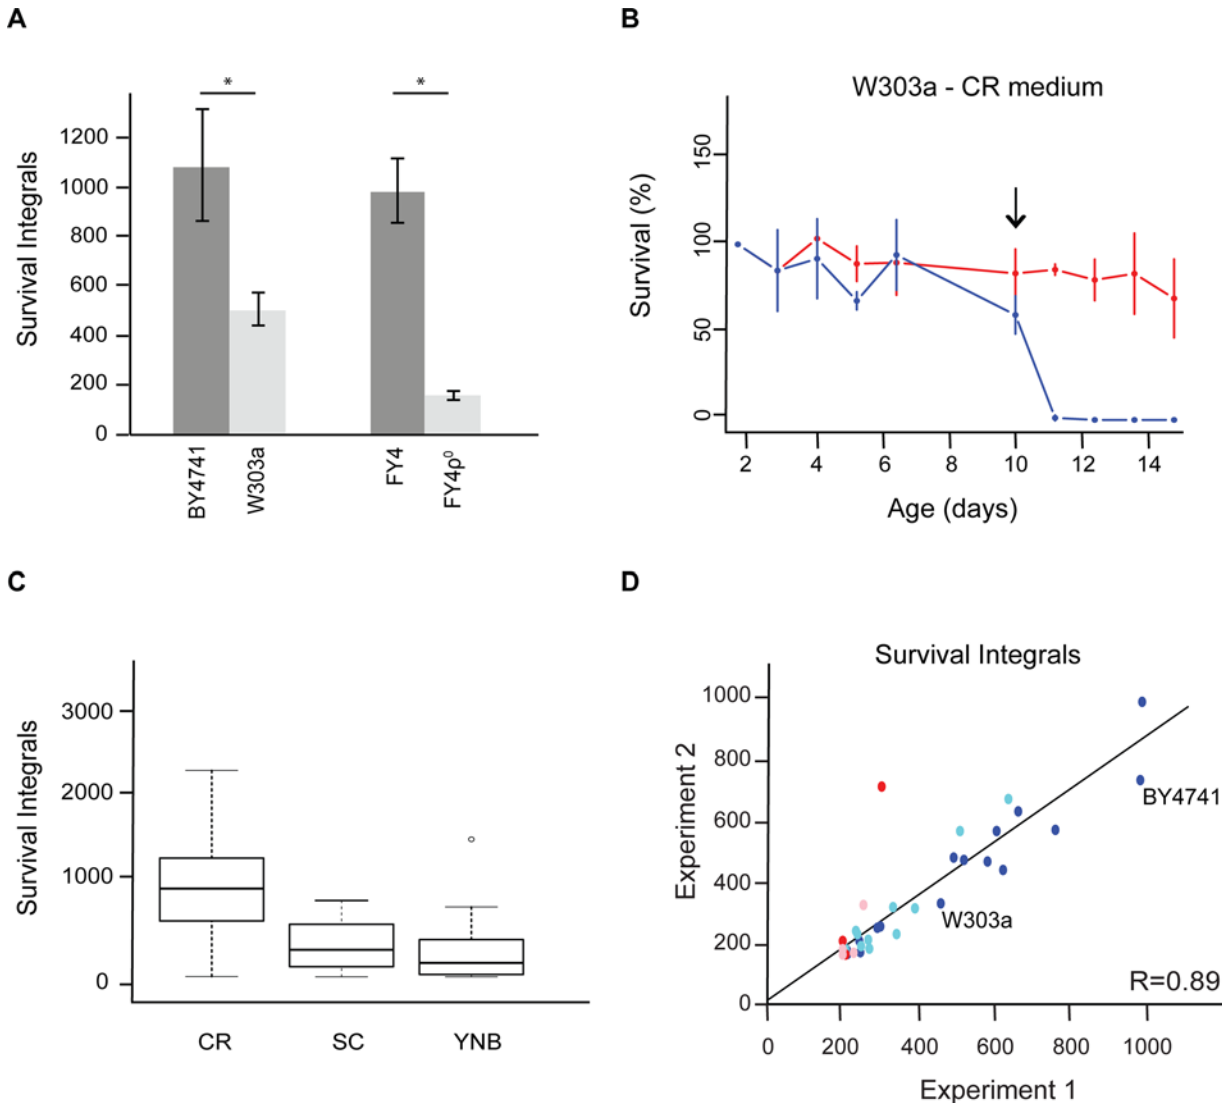 A
* *
1200
1000
800
600
400
200
0
Survival Integrals
BY4741
W303a
FY4
FY4ρ⁰
B
W303a - CR medium
150
100
50
0
Survival (%)
2 4 6 8 10 12 14
Age (days)
C
3000
2000
1000
0
Survival Integrals
CR SC YNB
D
Survival Integrals
1000
800
600
400
200
0
Experiment 2
BY4741
W303a
R=0.89
0 200 400 600 800 1000
Experiment 1